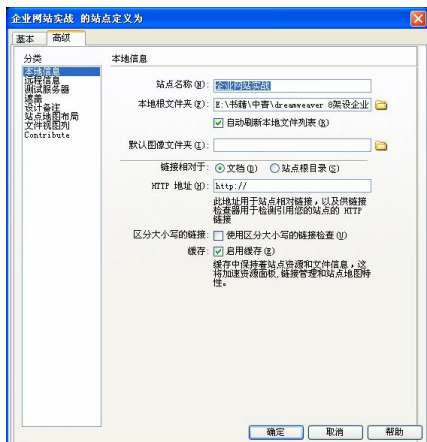 企业网站实战 的站点定义为
基本 高级
分类
本地信息
远程信息
测试服务器
遮盖
设计备注
站点地图布局
文件视图列
Contribute
本地信息
站点名称(N): 企业网站实战
本地根文件夹(F): E:\书籍\中青\dreamweaver 8架设企业
自动刷新本地文件列表(R)
默认图像文件夹(I):
链接相对于: 文档(D) 站点根目录(S)
HTTP 地址(H): http://
此地址用于站点相对链接，以及供链接
检查器用于检测引用您的站点的 HTTP
链接
区分大小写的链接: 使用区分大小写的链接检查(U)
缓存: 启用缓存(E)
缓存中保持着站点资源和文件信息，这
将加速资源面板,链接管理和站点地图特
性。
确定 取消 帮助